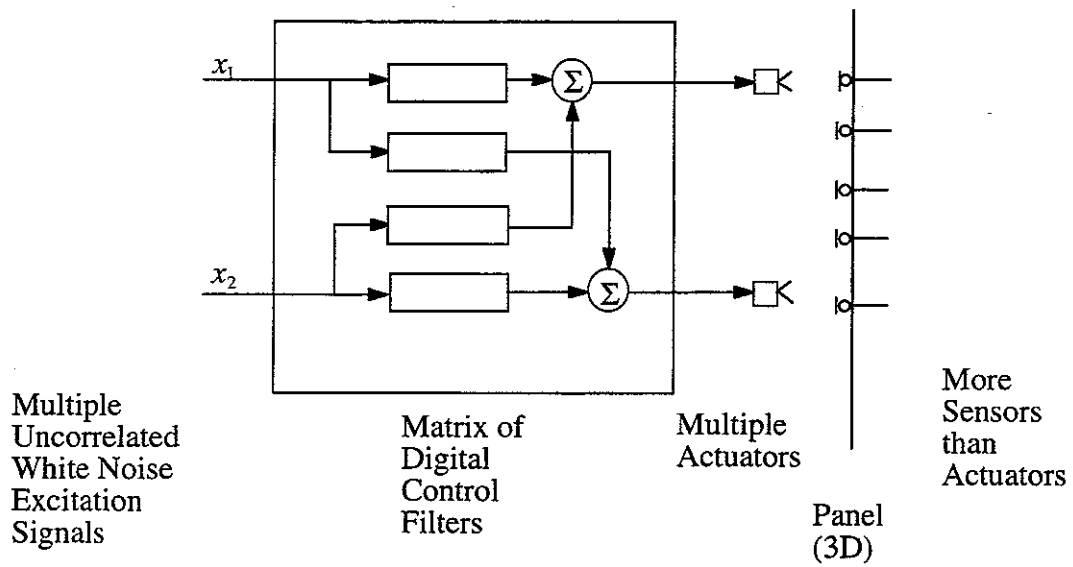 x1
Σ
x2
Σ
Multiple
Uncorrelated
White Noise
Excitation
Signals
Matrix of
Digital
Control
Filters
Multiple
Actuators
Panel
(3D)
More
Sensors
than
Actuators